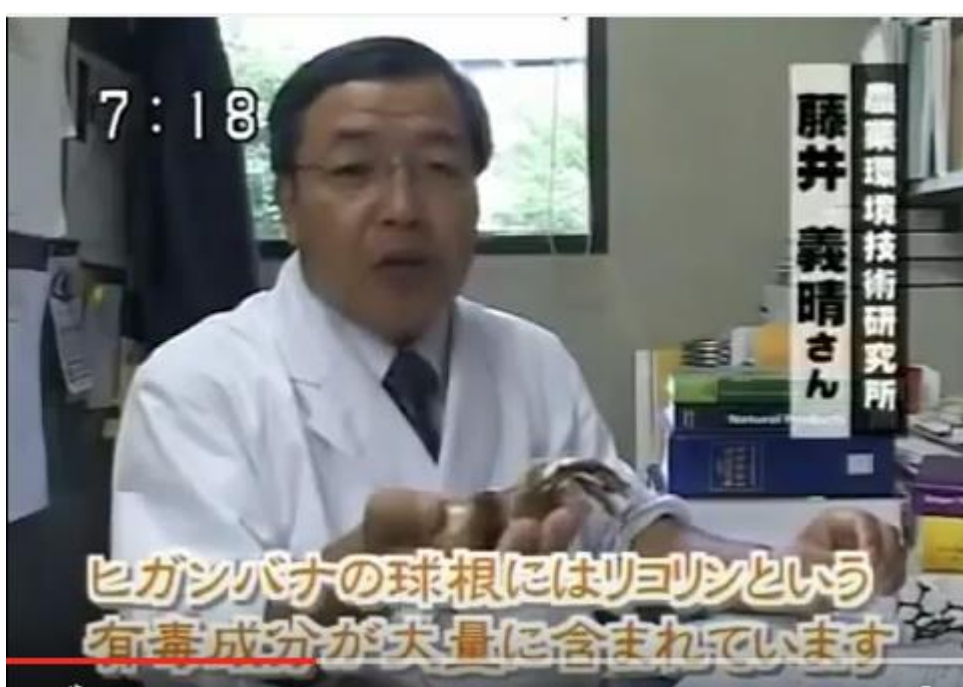 7:18
農業環境技術研究所
藤井 義晴さん
Natural
ヒガンバナの球根にはリコリンという
有毒成分が大量に含まれています